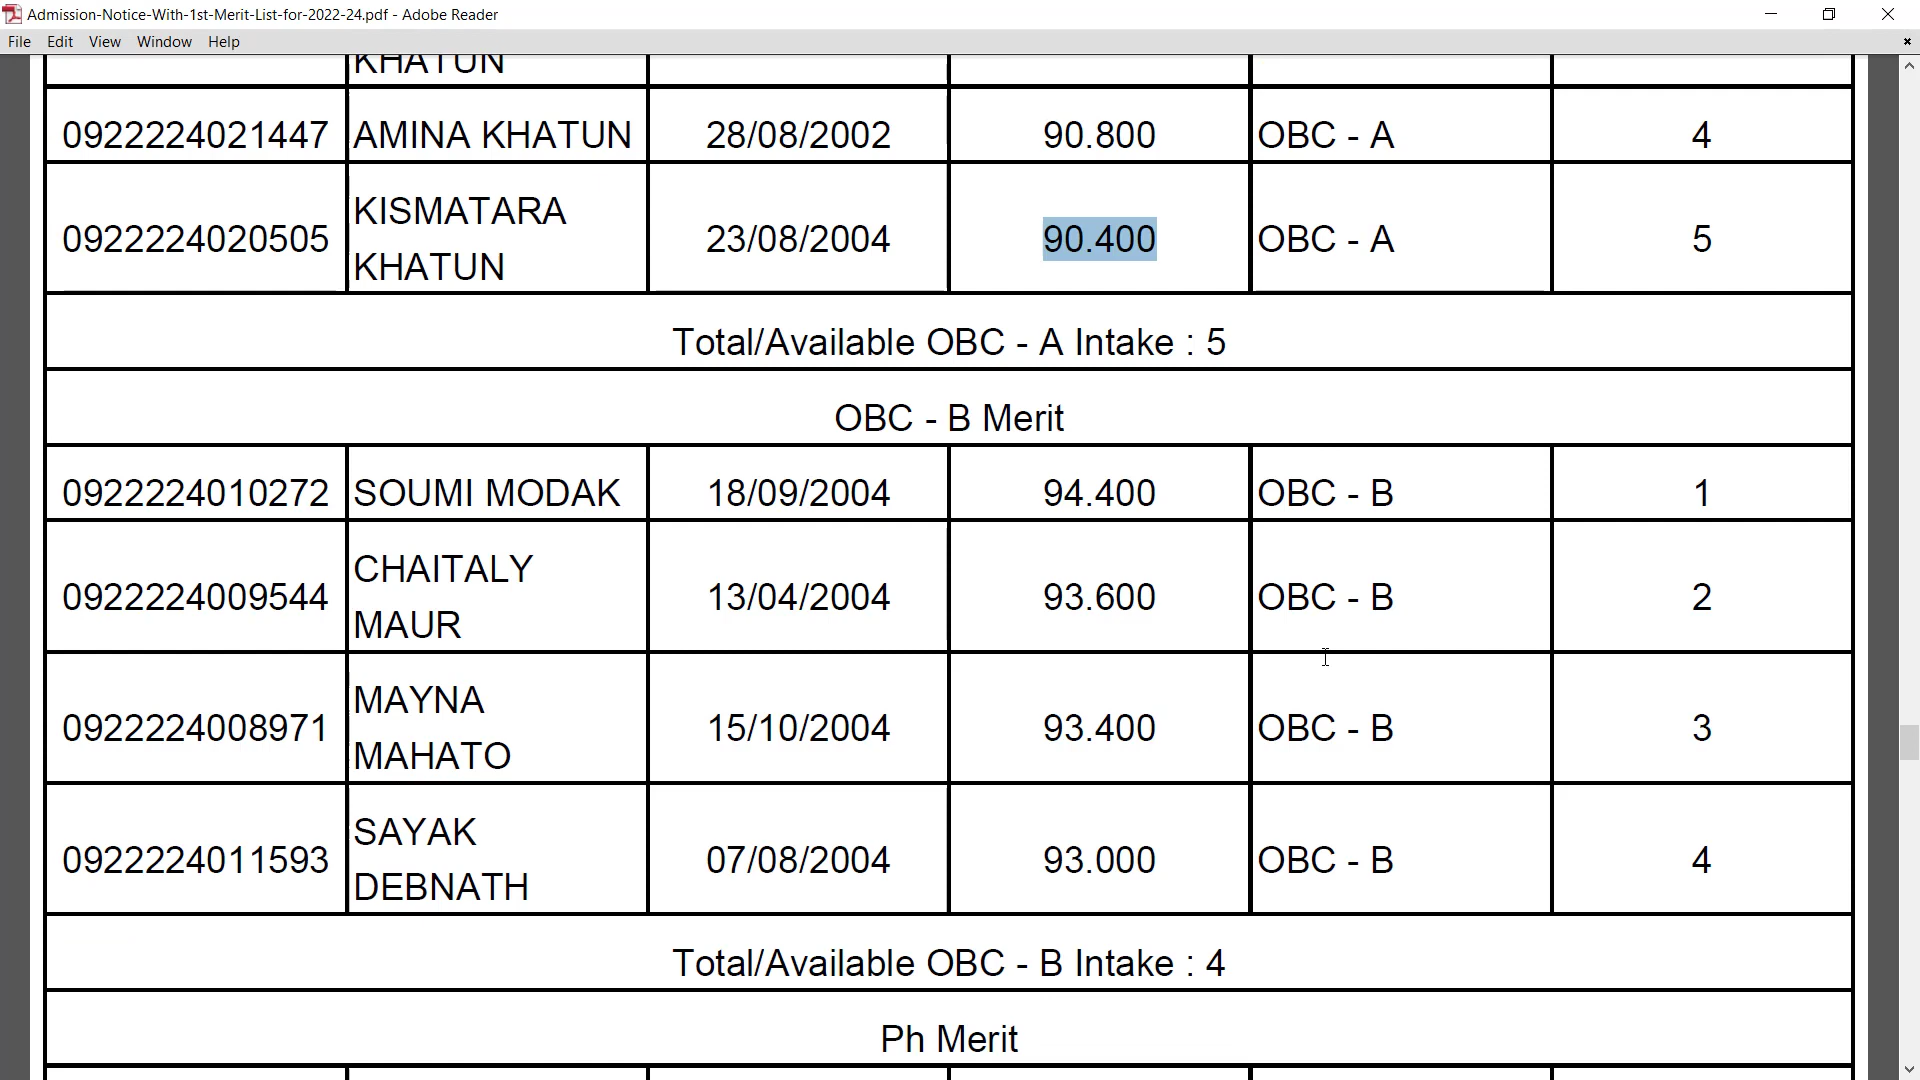 Admission-Notice-With-1st-Merit-List-for-2022-24.pdf - Adobe Reader
File Edit View Window Help
KHATUN
0922224021447 AMINA KHATUN 28/08/2002 90.800 OBC - A 4
KISMATARA
0922224020505 23/08/2004 90.400 OBC - A 5
KHATUN
Total/Available OBC - A Intake : 5
OBC - B Merit
0922224010272 SOUMI MODAK 18/09/2004 94.400 OBC - B 1
CHAITALY
0922224009544 13/04/2004 93.600 OBC - B 2
MAUR
MAYNA
0922224008971 15/10/2004 93.400 OBC - B 3
MAHATO
SAYAK
0922224011593 07/08/2004 93.000 OBC - B 4
DEBNATH
Total/Available OBC - B Intake : 4
Ph Merit